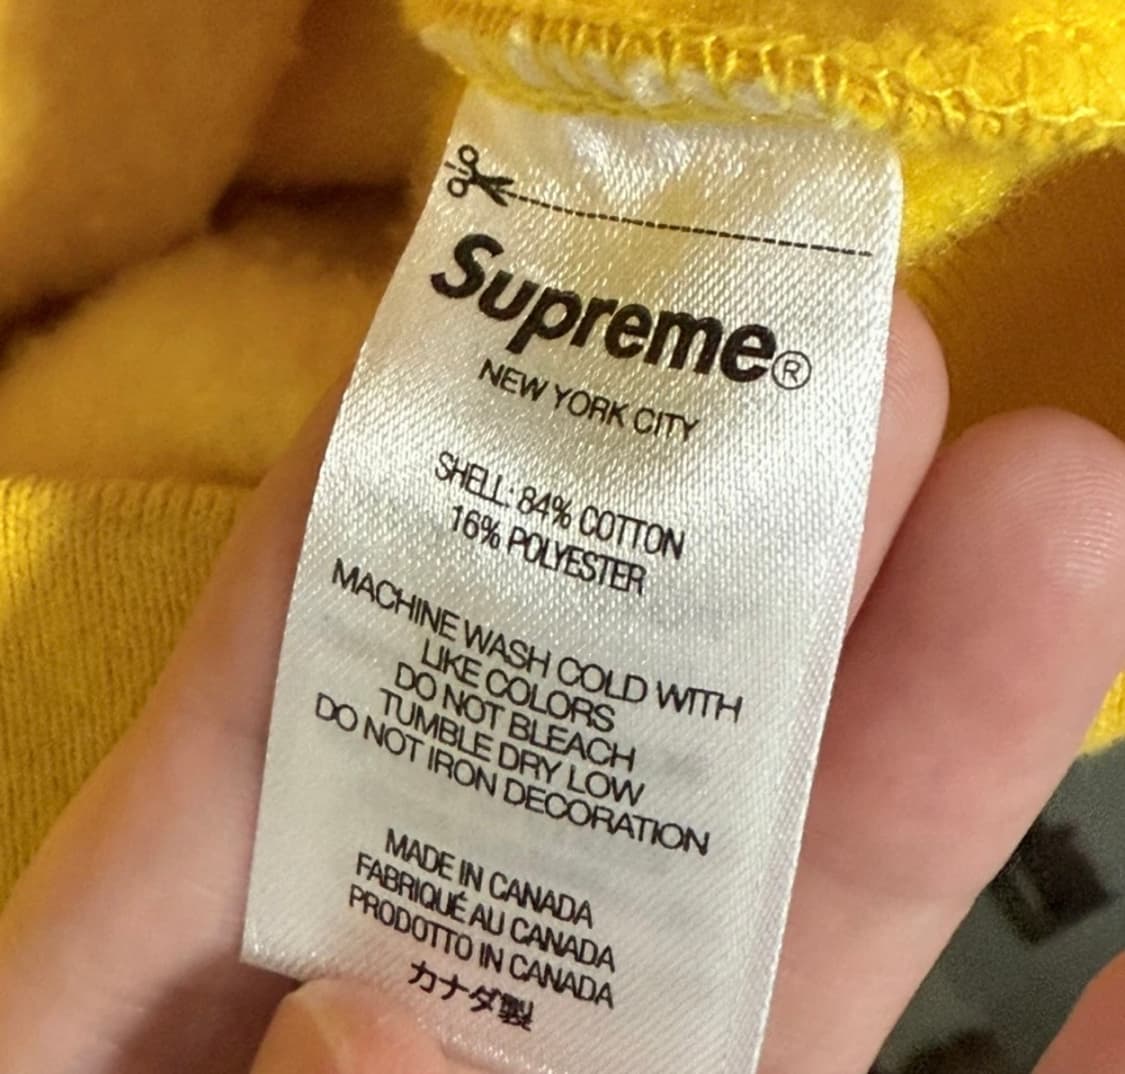 Supreme®
NEW YORK CITY
SHELL: 84% COTTON
16% POLYESTER
MACHINE WASH COLD WITH
LIKE COLORS
DO NOT BLEACH
TUMBLE DRY LOW
DO NOT IRON DECORATION
MADE IN CANADA
FABRIQUÉ AU CANADA
PRODOTTO IN CANADA
カナダ製